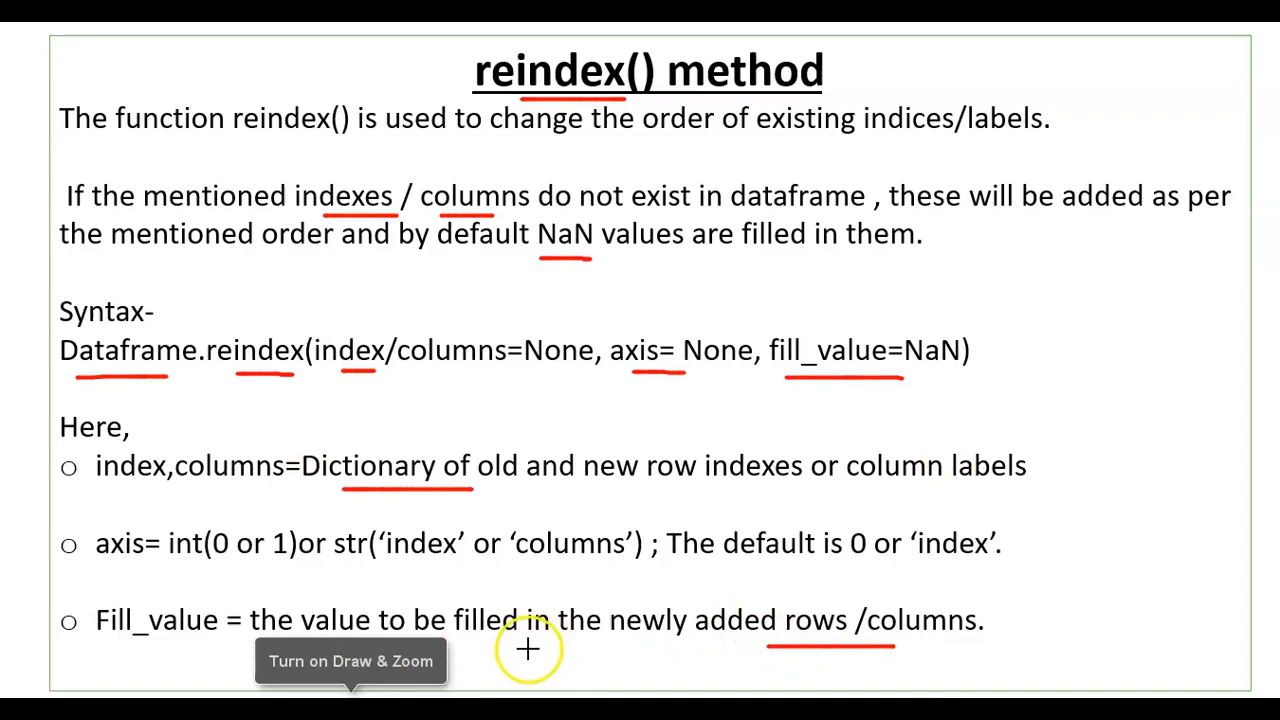 reindex() method
The function reindex() is used to change the order of existing indices/labels.
If the mentioned indexes / columns do not exist in dataframe , these will be added as per
the mentioned order and by default NaN values are filled in them.
Syntax-
Dataframe.reindex(index/columns=None, axis= None, fill_value=NaN)
Here,
o index,columns=Dictionary of old and new row indexes or column labels
o axis= int(0 or 1)or str(‘index’ or ‘columns’) ; The default is 0 or ‘index’.
o Fill_value = the value to be filled in the newly added rows /columns.
Turn on Draw & Zoom